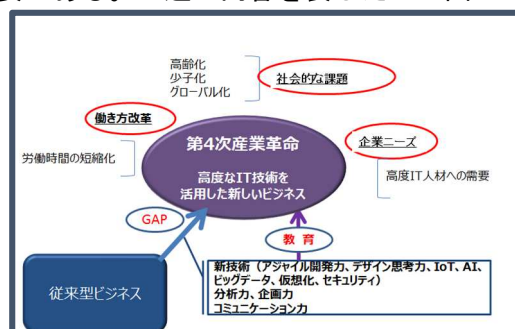 高齢化
少子化
グローバル化
社会的な課題
働き方改革
労働時間の短縮化
第4次産業革命
高度なIT技術を
活用した新しいビジネス
企業ニーズ
高度IT人材への需要
GAP
教 育
従来型ビジネス
新技術（アジャイル開発力、デザイン思考力、IoT、AI、
ビッグデータ、仮想化、セキュリティ）
分析力、企画力
コミュニケーション力